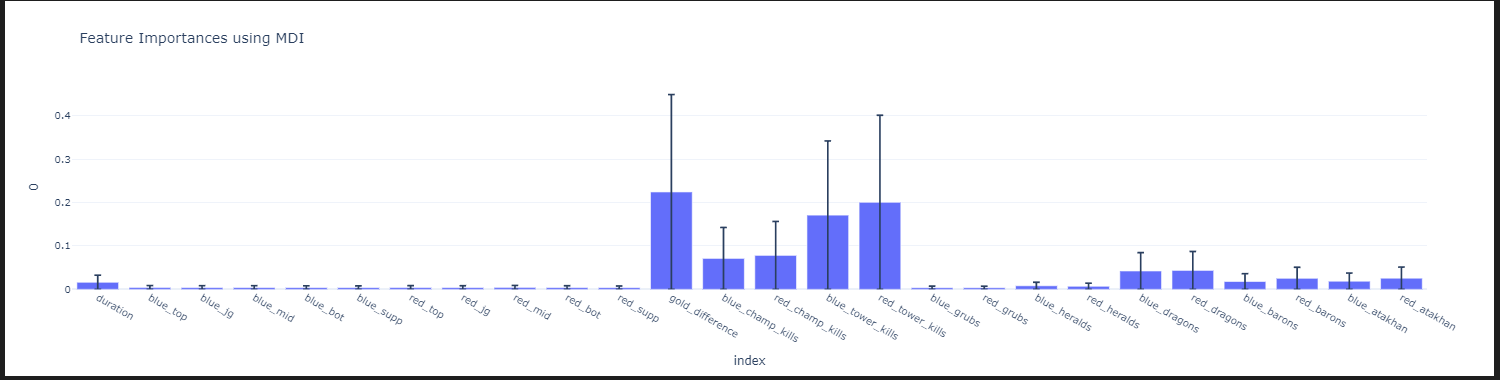 Feature Importances using MDI
0.4
0.3
0.2
0.1
0
0
duration
blue_top
blue_jg
blue_mid
blue_bot
blue_supp
red_top
red_jg
red_mid
red_bot
red_supp
gold_difference
blue_champ_kills
red_champ_kills
blue_tower_kills
red_tower_kills
blue_grubs
red_grubs
blue_heralds
red_heralds
blue_dragons
red_dragons
blue_barons
red_barons
blue_atakhan
red_atakhan
index